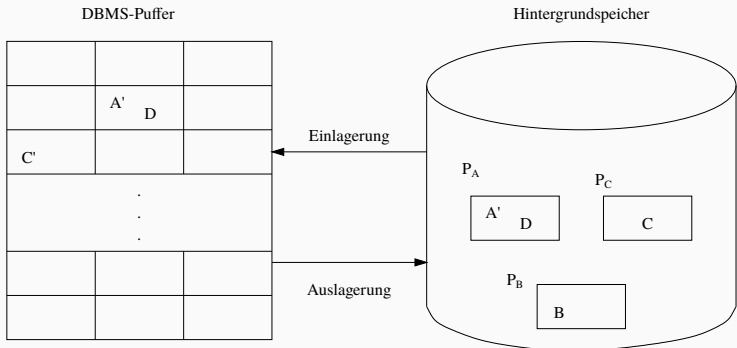 DBMS-Puffer
Hintergrundspeicher
A'
D
C'
.
.
.
Einlagerung
Auslagerung
P_A
A'
D
P_C
C
P_B
B